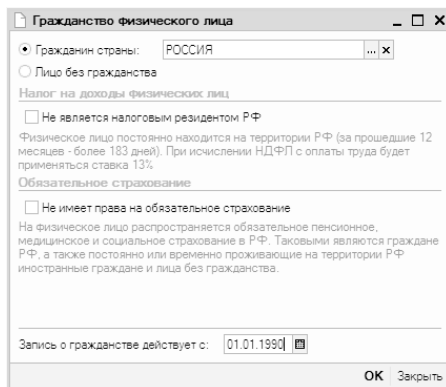 Гражданство физического лица
Гражданин страны: РОССИЯ ...
Лицо без гражданства
Налог на доходы физических лиц
Не является налоговым резидентом РФ
Физическое лицо постоянно находится на территории РФ (за прошедшие 12
месяцев - более 183 дней). При исчислении НДФЛ с оплаты труда будет
применяться ставка 13%
Обязательное страхование
Не имеет права на обязательное страхование
На физическое лицо распространяется обязательное пенсионное,
медицинское и социальное страхование в РФ. Таковыми являются граждане
РФ, а также постоянно или временно проживающие на территории РФ
иностранные граждане и лица без гражданства.
Запись о гражданстве действует с: 01.01.1990
OK Закрыть